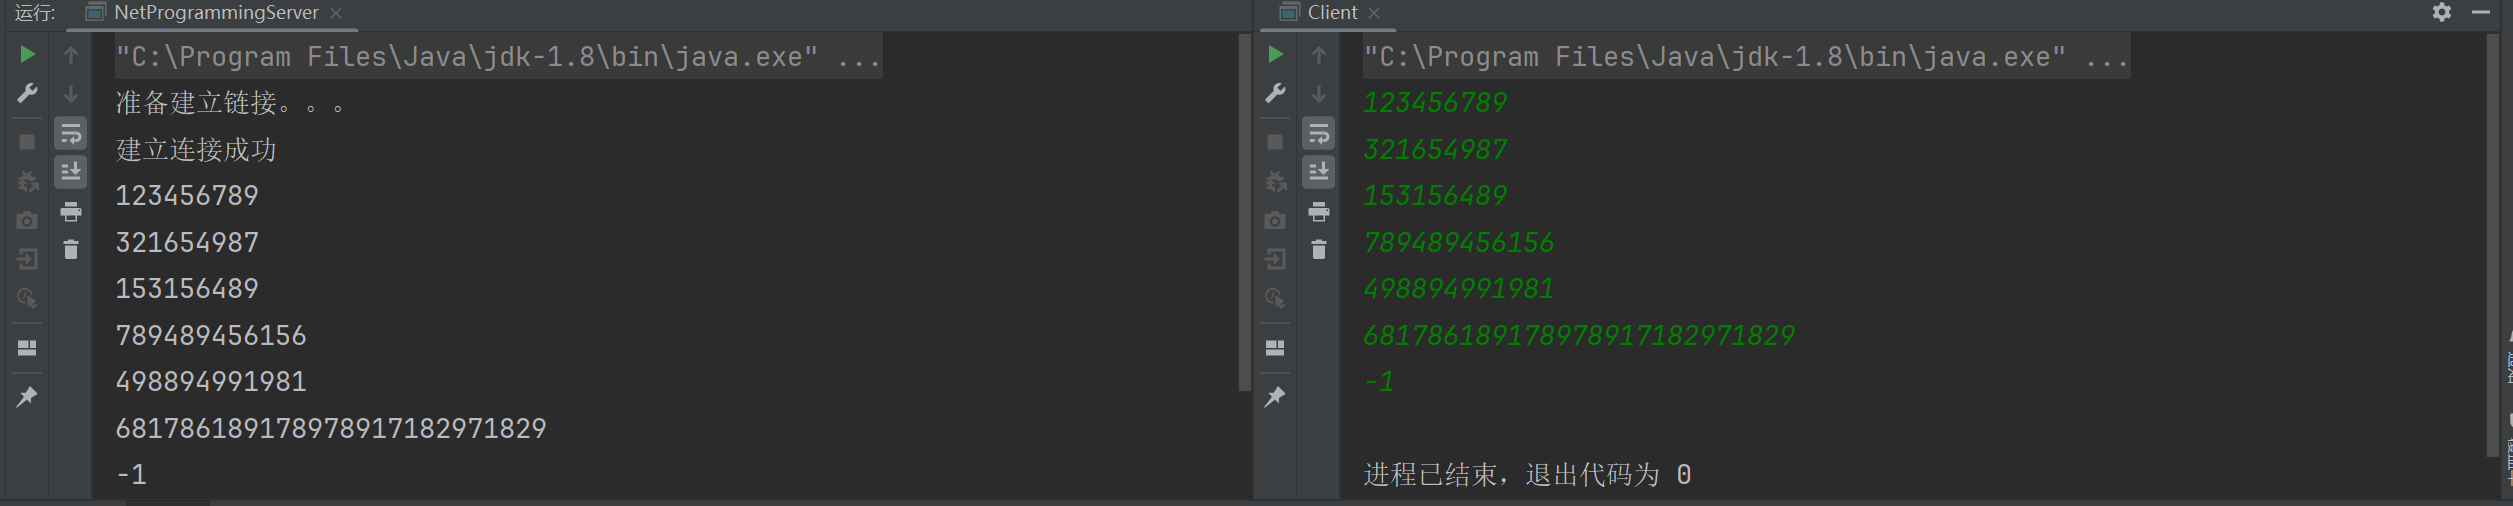 运行:
NetProgrammingServer
"C:\Program Files\Java\jdk-1.8\bin\java.exe" ...
准备建立链接。。。
建立连接成功
123456789
321654987
153156489
789489456156
498894991981
681786189178978917182971829
-1
Client
"C:\Program Files\Java\jdk-1.8\bin\java.exe" ...
123456789
321654987
153156489
789489456156
498894991981
681786189178978917182971829
-1
进程已结束，退出代码为 0